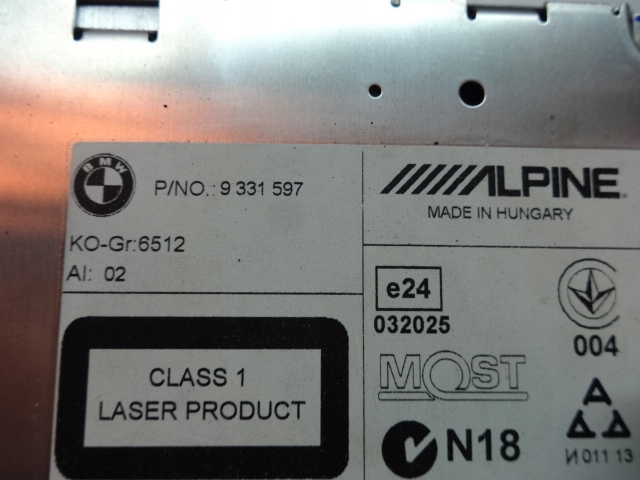 BMW
P/NO.: 9 331 597
KO-Gr:6512
AI: 02
CLASS 1
LASER PRODUCT
ALPINE
MADE IN HUNGARY
e24
032025
004
MOST
N18
И 011 13